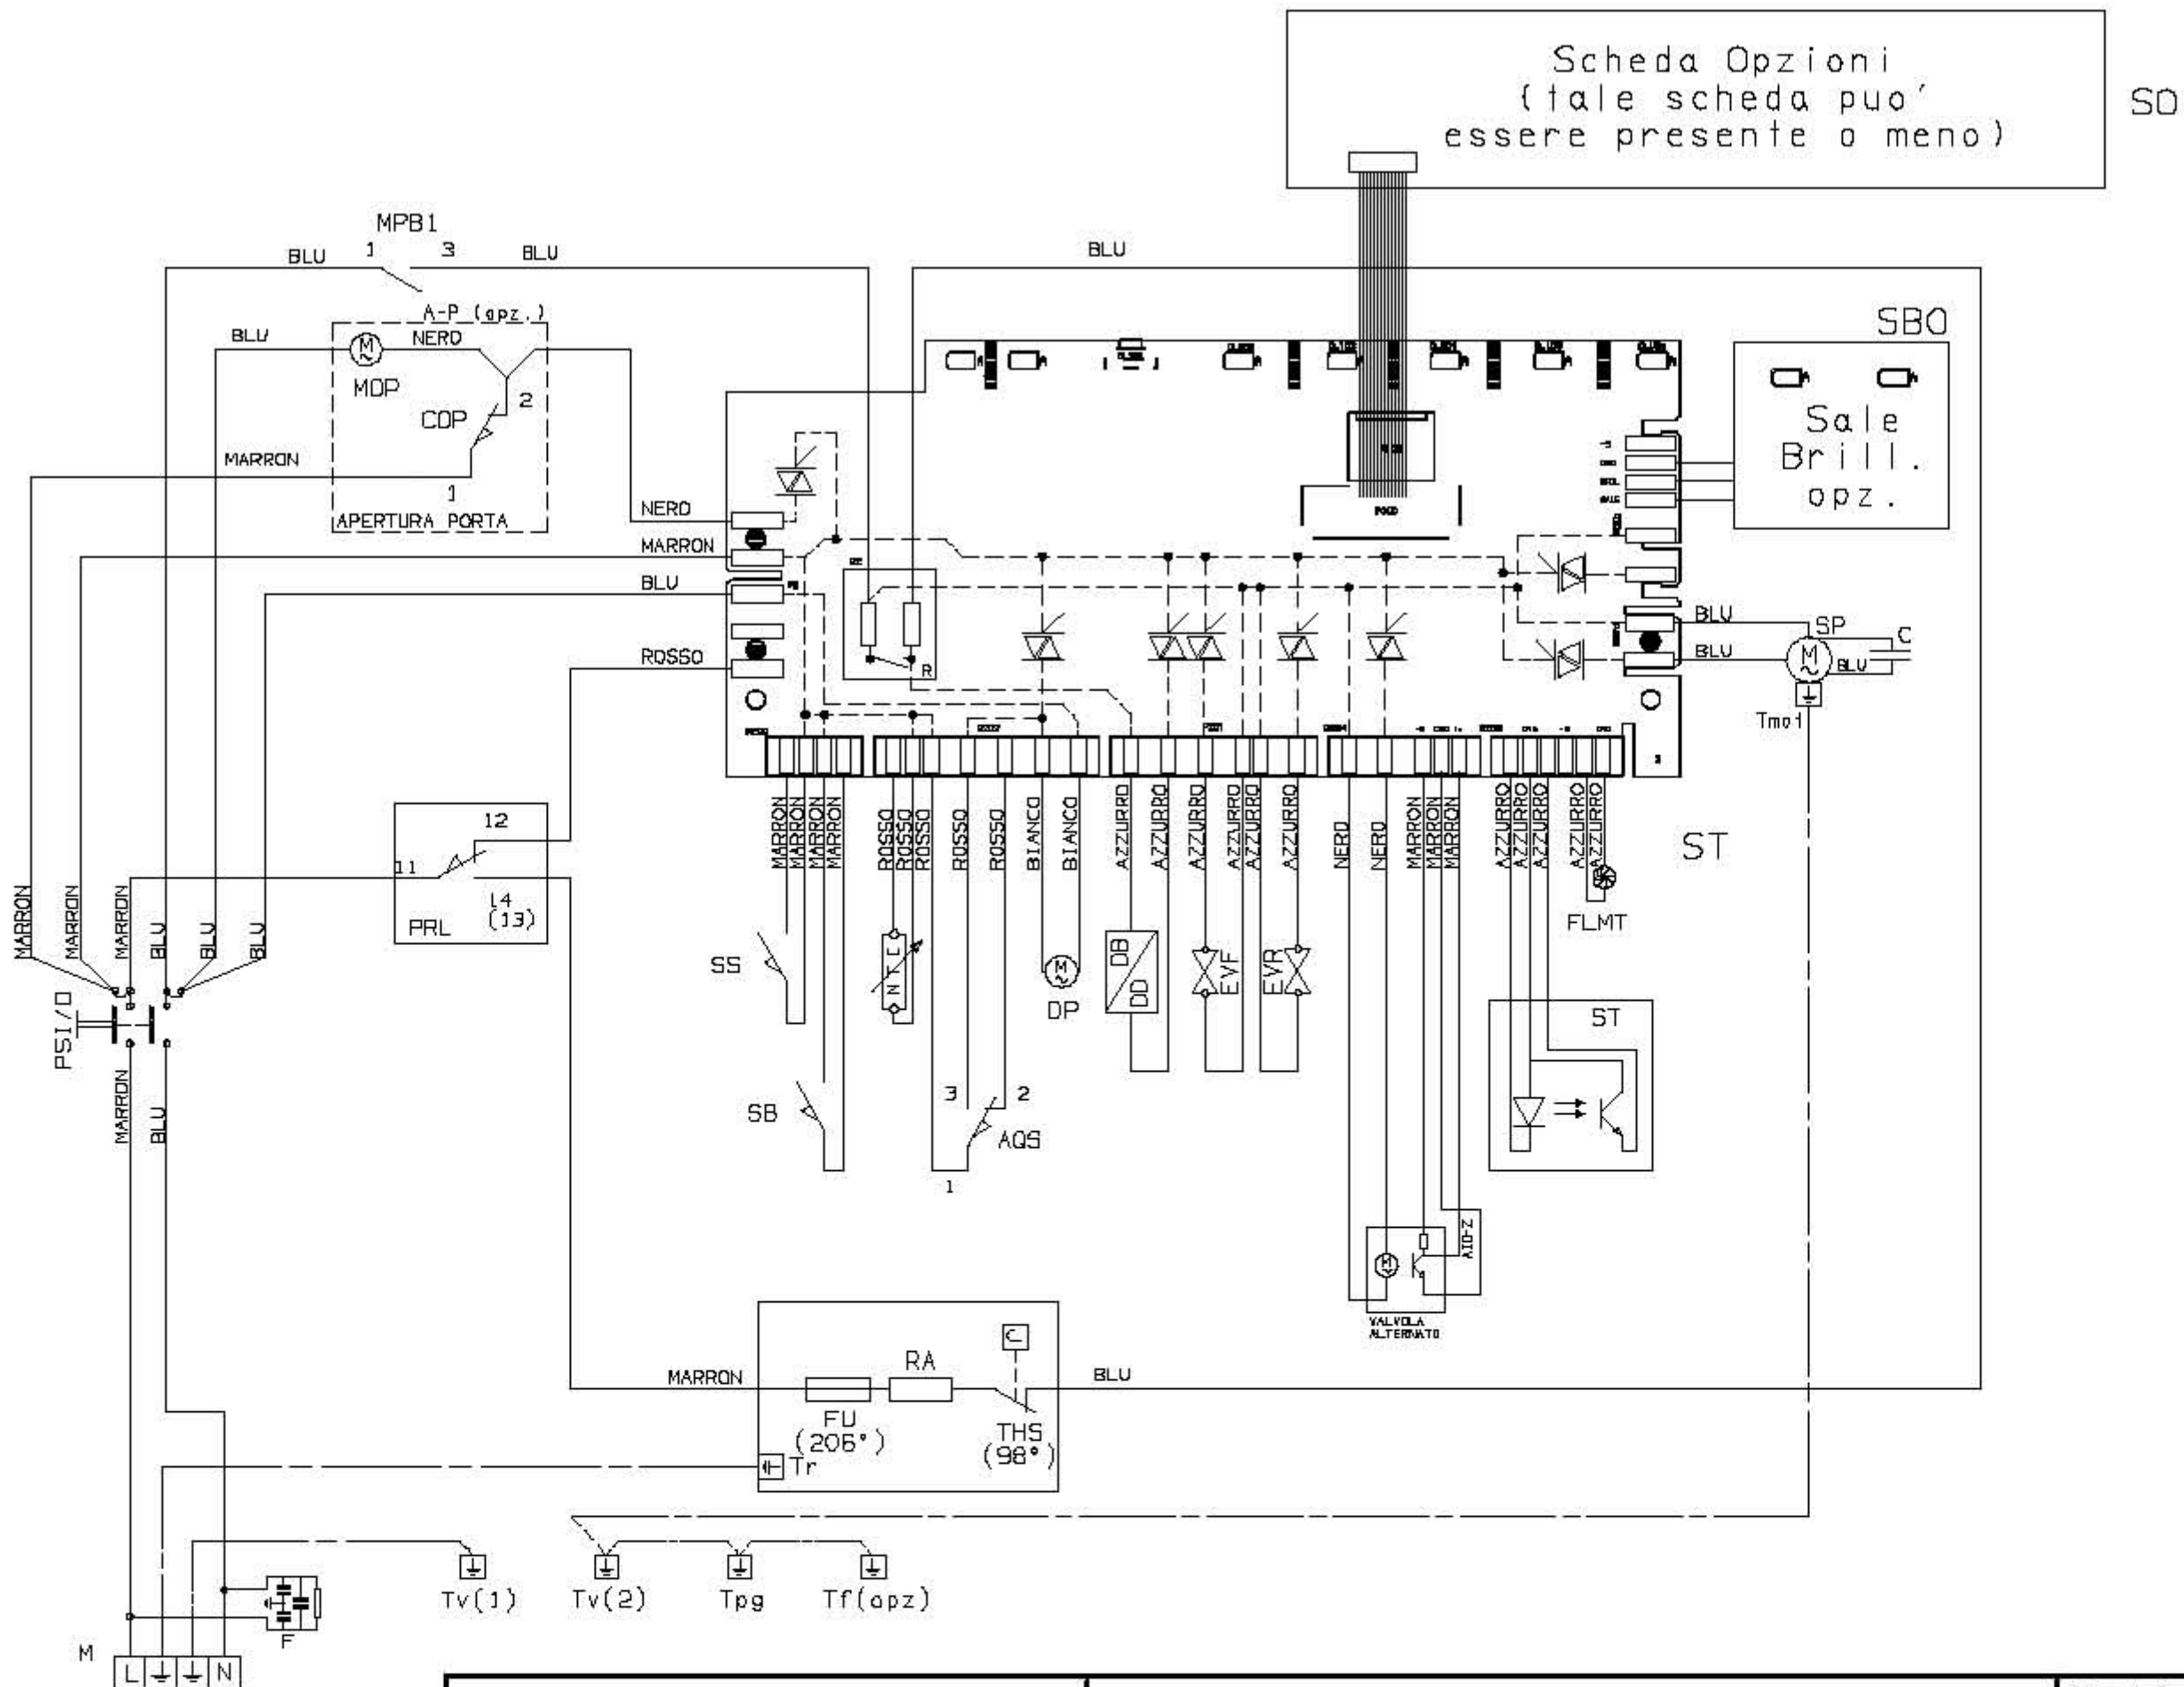 Scheda Opzioni
(tale scheda puo'
essere presente o meno)
SO
MPB1
BLU 1 3 BLU
BLU
A-P (opz.)
BLU
NERO
MOP
COP
2
MARRON
1
APERTURA PORTA
SBO
Sale
Brill.
opz.
NERO
MARRON
BLU
ROSSO
R
BLU
SP
C
BLU
BLU
M
Tmot
12
11
14
(13)
PRL
MARRON
MARRON
MARRON
BLU
BLU
BLU
PSI/O
MARRON
BLU
MARRON
MARRON
MARRON
MARRON
ROSSO
ROSSO
ROSSO
ROSSO
ROSSO
BIANCO
BIANCO
AZZURRO
AZZURRO
AZZURRO
AZZURRO
AZZURRO
AZZURRO
NERO
NERO
MARRON
MARRON
MARRON
AZZURRO
AZZURRO
AZZURRO
AZZURRO
AZZURRO
ST
FLMT
SS
NTC
M
DP
DB
DD
EVF
EVR
ST
SB
3
2
AQS
1
AIO-Z
M
VALVOLA
ALTERNATO
MARRON
RA
C
BLU
FU
(206°)
THS
(98°)
Tr
Tv(1)
Tv(2)
Tpg
Tf(opz)
F
M
L
N